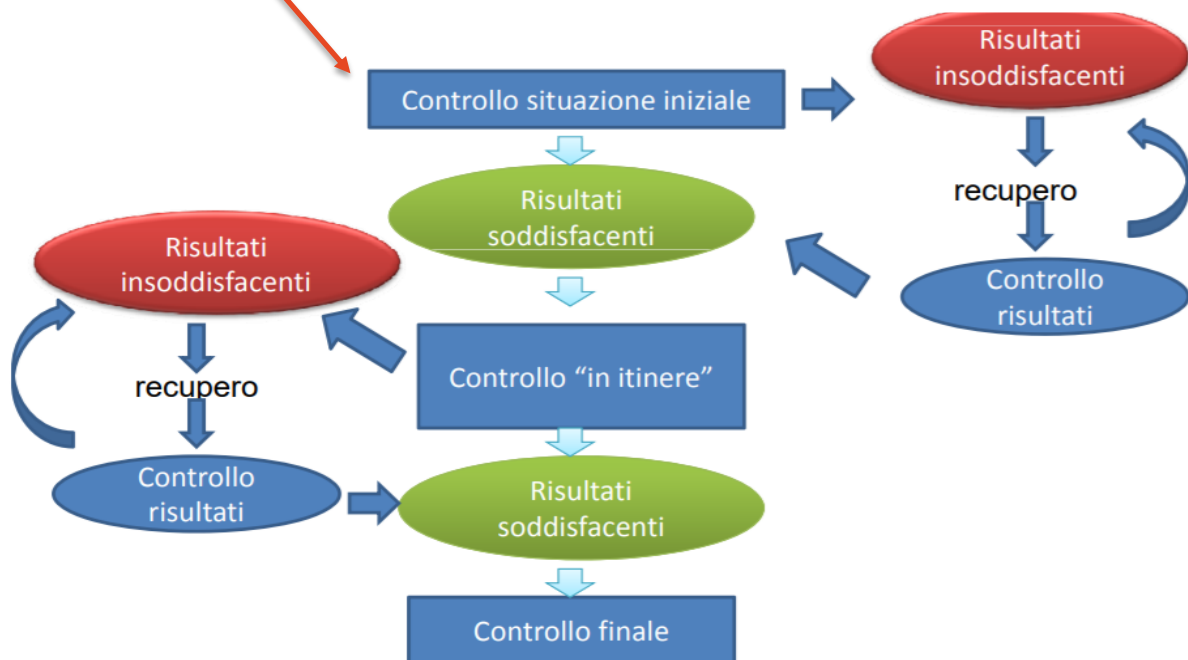 Risultati
insoddisfacenti
Controllo situazione iniziale
recupero
Risultati
soddisfacenti
Controllo
risultati
Risultati
insoddisfacenti
Controllo “in itinere”
recupero
Controllo
risultati
Risultati
soddisfacenti
Controllo finale